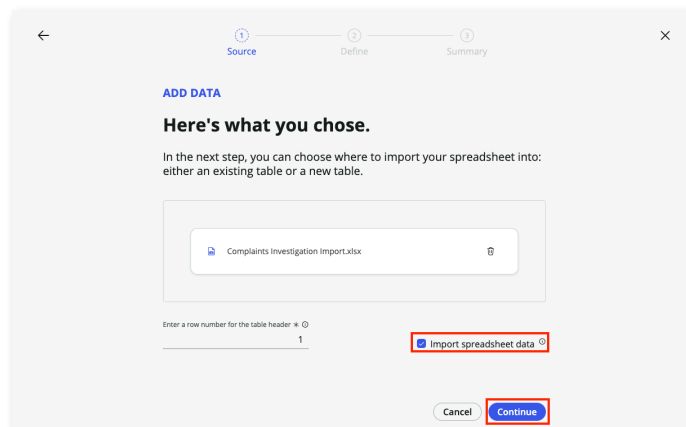 1 2 3
Source Define Summary
ADD DATA
Here's what you chose.
In the next step, you can choose where to import your spreadsheet into:
either an existing table or a new table.
Complaints Investigation Import.xlsx
Enter a row number for the table header *
1
Import spreadsheet data
Cancel Continue